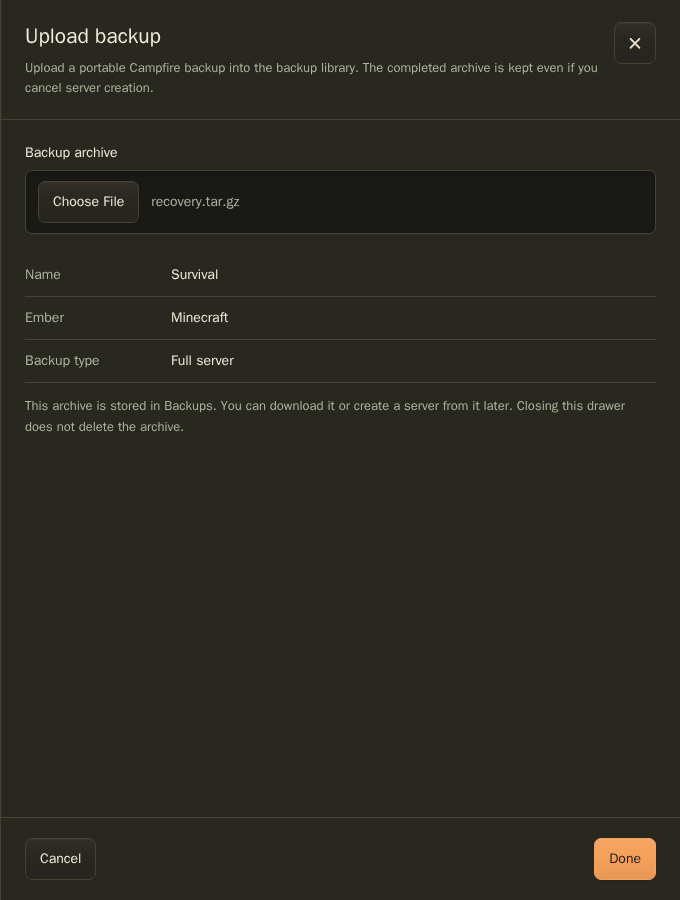 Upload backup
Upload a portable Campfire backup into the backup library. The completed archive is kept even if you
cancel server creation.
Backup archive
Choose File recovery.tar.gz
Name Survival
Ember Minecraft
Backup type Full server
This archive is stored in Backups. You can download it or create a server from it later. Closing this drawer
does not delete the archive.
Cancel Done